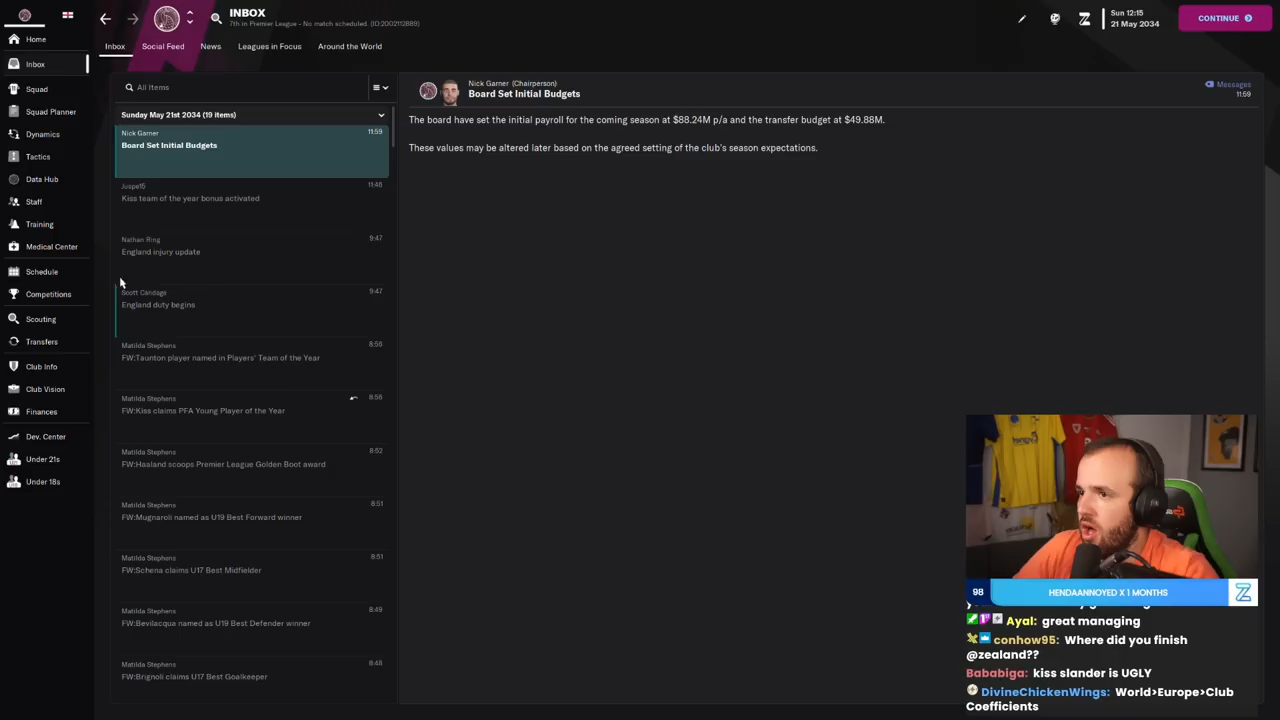 INBOX
7th in Premier League - No match scheduled. (ID:2002112889)
Sun 12:15
21 May 2034
CONTINUE
Inbox
Social Feed
News
Leagues in Focus
Around the World
Home
Inbox
Squad
Squad Planner
Dynamics
Tactics
Data Hub
Staff
Training
Medical Center
Schedule
Competitions
Scouting
Transfers
Club Info
Club Vision
Finances
Dev. Center
Under 21s
Under 18s
All Items
Sunday May 21st 2034 (19 items)
Nick Garner
11:59
Board Set Initial Budgets
Juspe15
11:46
Kiss team of the year bonus activated
Nathan Ring
9:47
England injury update
Scott Candage
9:47
England duty begins
Matilda Stephens
8:56
FW:Taunton player named in Players' Team of the Year
Matilda Stephens
8:56
FW:Kiss claims PFA Young Player of the Year
Matilda Stephens
8:52
FW:Haaland scoops Premier League Golden Boot award
Matilda Stephens
8:51
FW:Mugnaroli named as U19 Best Forward winner
Matilda Stephens
8:51
FW:Schena claims U17 Best Midfielder
Matilda Stephens
8:49
FW:Bevilacqua named as U19 Best Defender winner
Matilda Stephens
8:48
FW:Brignoli claims U17 Best Goalkeeper
Nick Garner (Chairperson)
Board Set Initial Budgets
Messages
11:59
The board have set the initial payroll for the coming season at $88.24M p/a and the transfer budget at $49.88M.
These values may be altered later based on the agreed setting of the club's season expectations.
98
HENDAANNOYED X 1 MONTHS
Ayal: great managing
conhow95: Where did you finish
@zealand??
Bababiga: kiss slander is UGLY
DivineChickenWings: World>Europe>Club
Coefficients